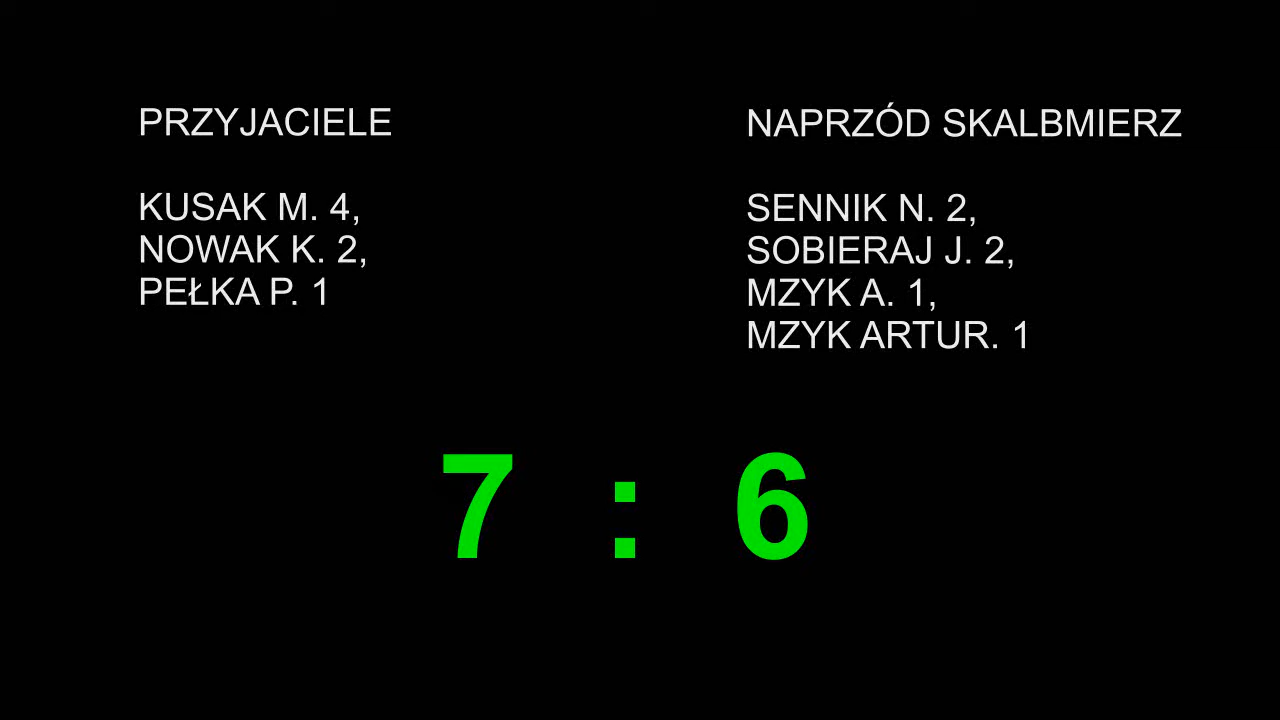 PRZYJACIELE
KUSAK M. 4,
NOWAK K. 2,
PEŁKA P. 1
NAPRZÓD SKALBMIERZ
SENNIK N. 2,
SOBIERAJ J. 2,
MZYK A. 1,
MZYK ARTUR. 1
7 : 6